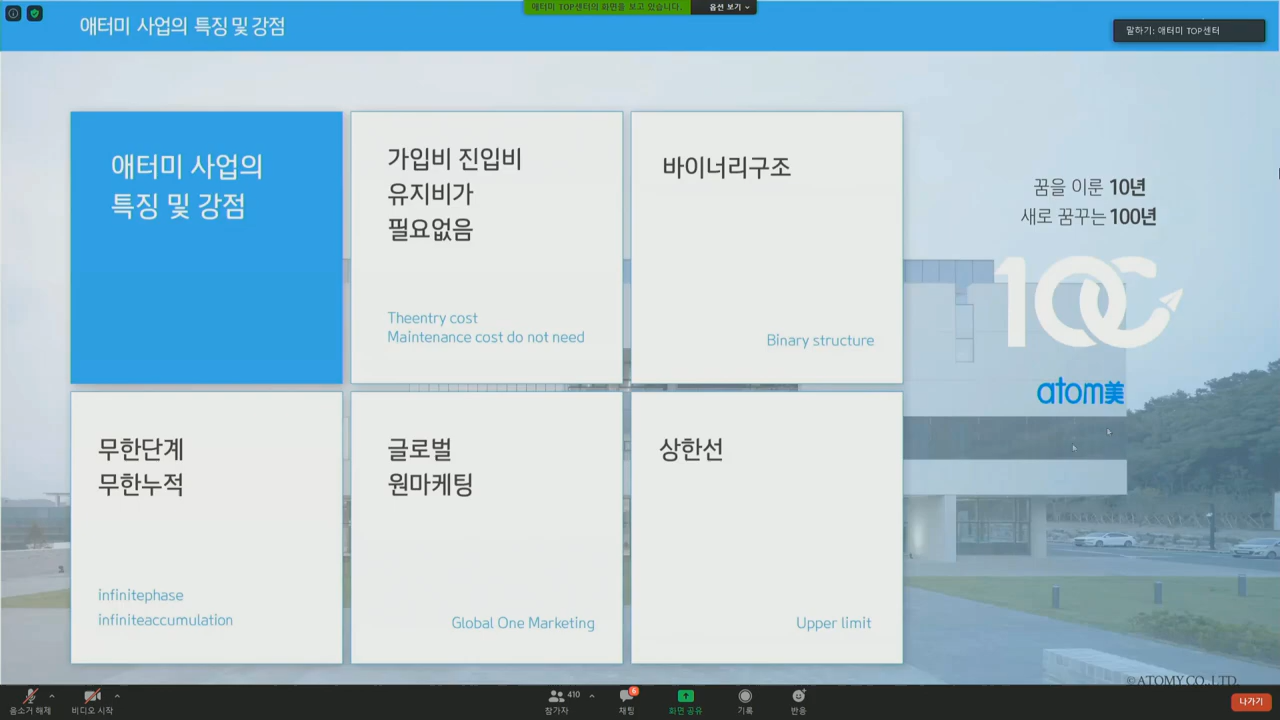 애터미 TOP센터의 화면을 보고 있습니다.
옵션 보기
애터미 사업의 특징 및 강점
말하기: 애터미 TOP센터
애터미 사업의
특징 및 강점
가입비 진입비
유지비가
필요없음
Theentry cost
Maintenance cost do not need
바이너리구조
Binary structure
꿈을 이룬 10년
새로 꿈꾸는 100년
100
atom美
무한단계
무한누적
infinitephase
infiniteaccumulation
글로벌
원마케팅
Global One Marketing
상한선
Upper limit
©ATOMY CO., LTD.
음소거 해제
비디오 시작
410
참가자
6
채팅
화면 공유
기록
반응
나가기